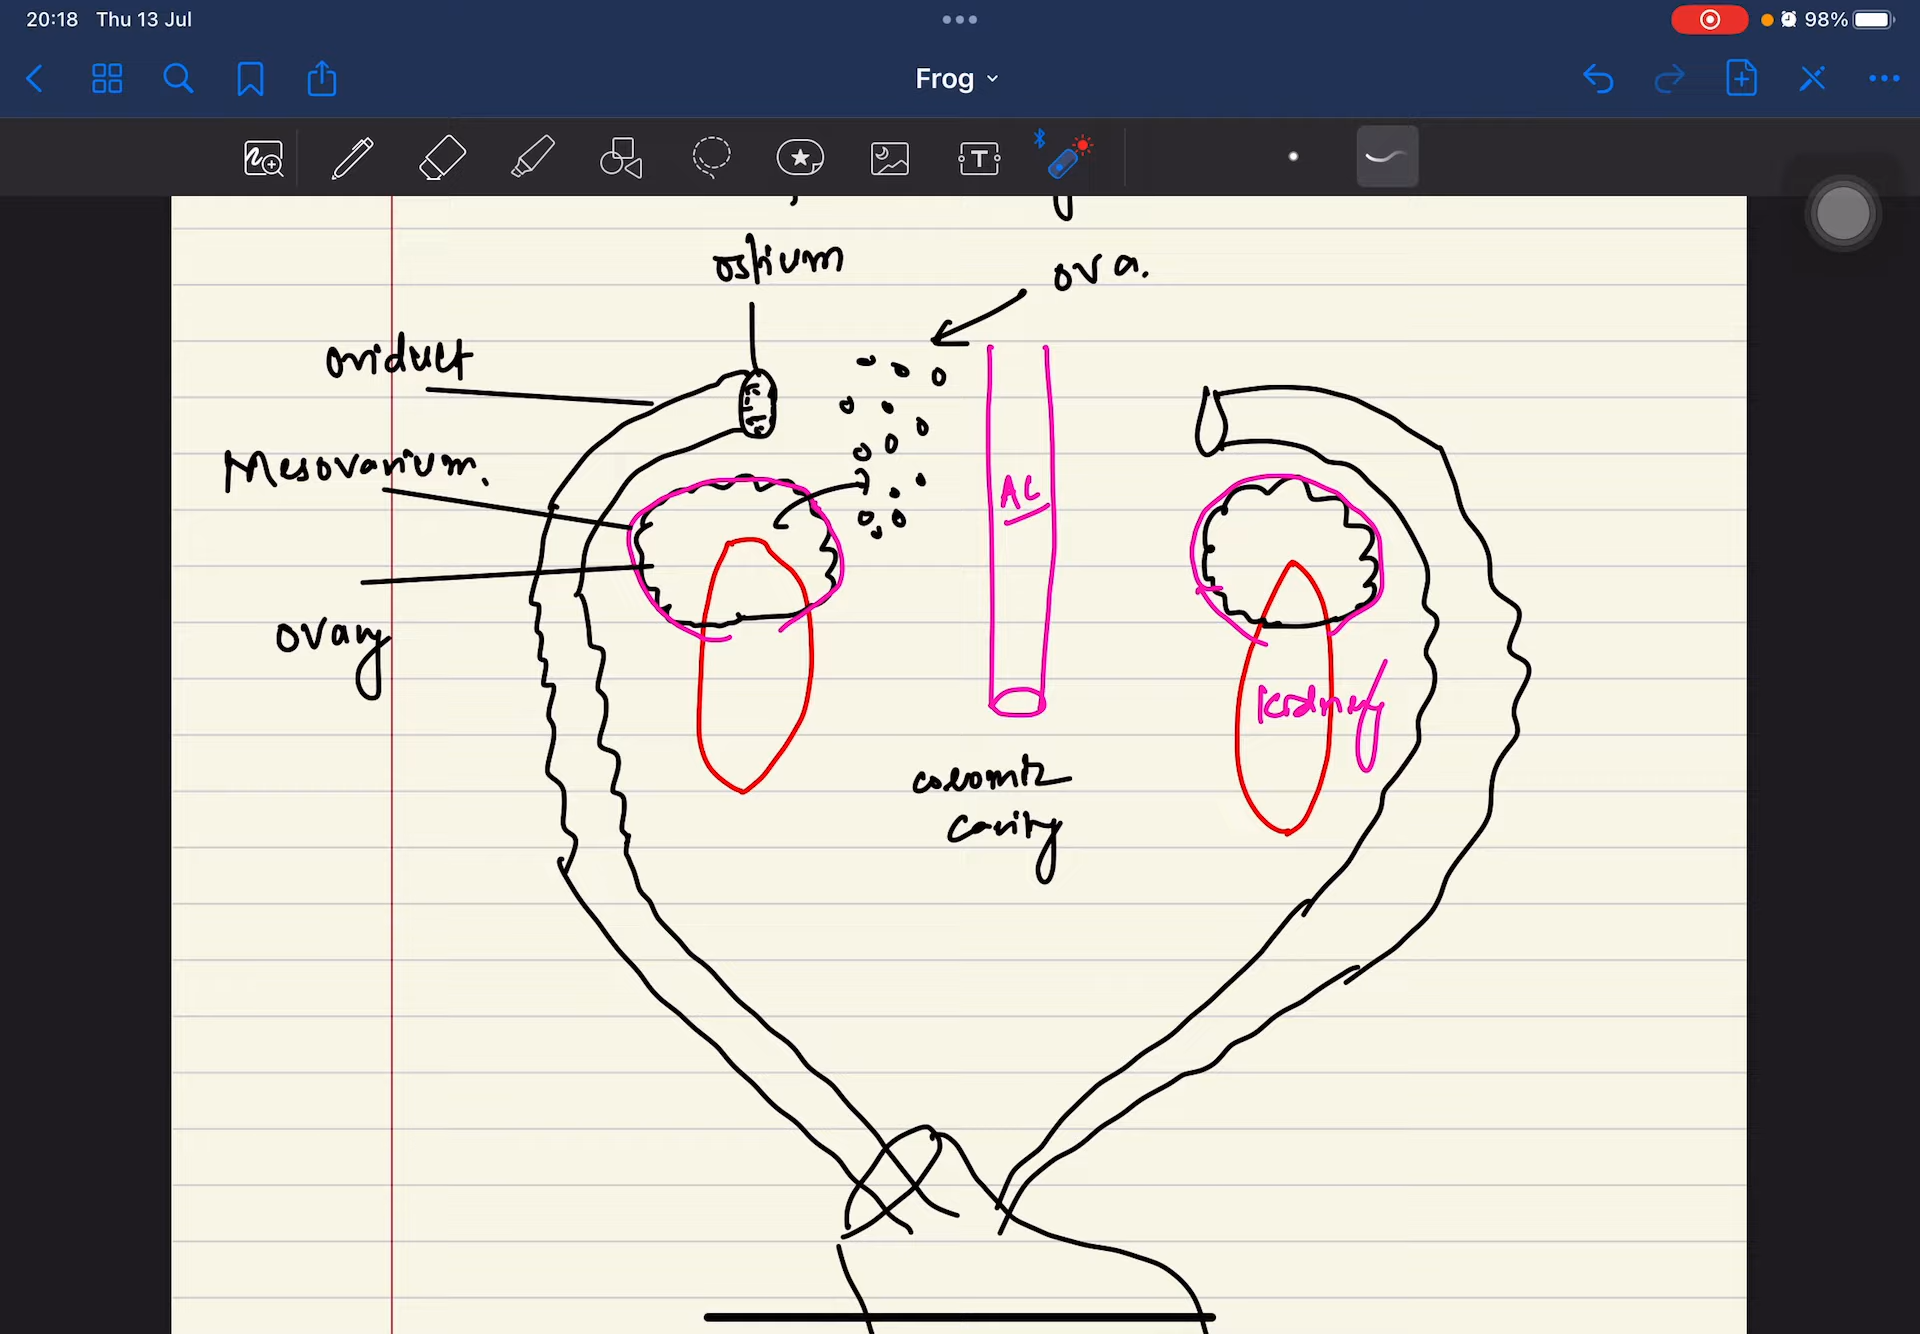 20:18 Thu 13 Jul
98%
Frog
T
ostium
ova.
oviduct
Mesovarium.
AC
ovary
Kidney
coelomic
cavity